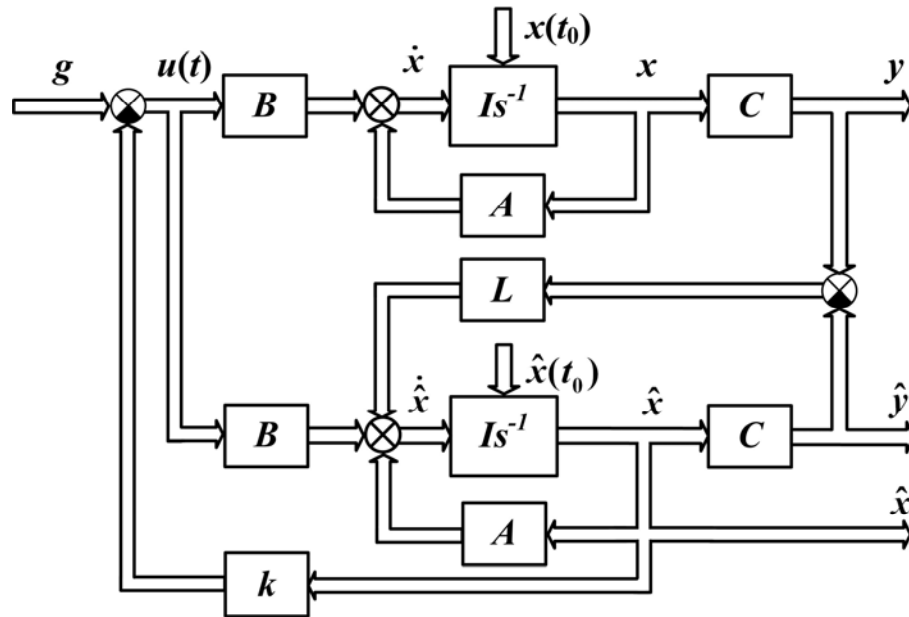 x(t₀)
g u(t) ẋ x y
B Is⁻¹ C
A
L
x̂(t₀)
x̂̇ x̂ ŷ
B Is⁻¹ C
x̂
A
k